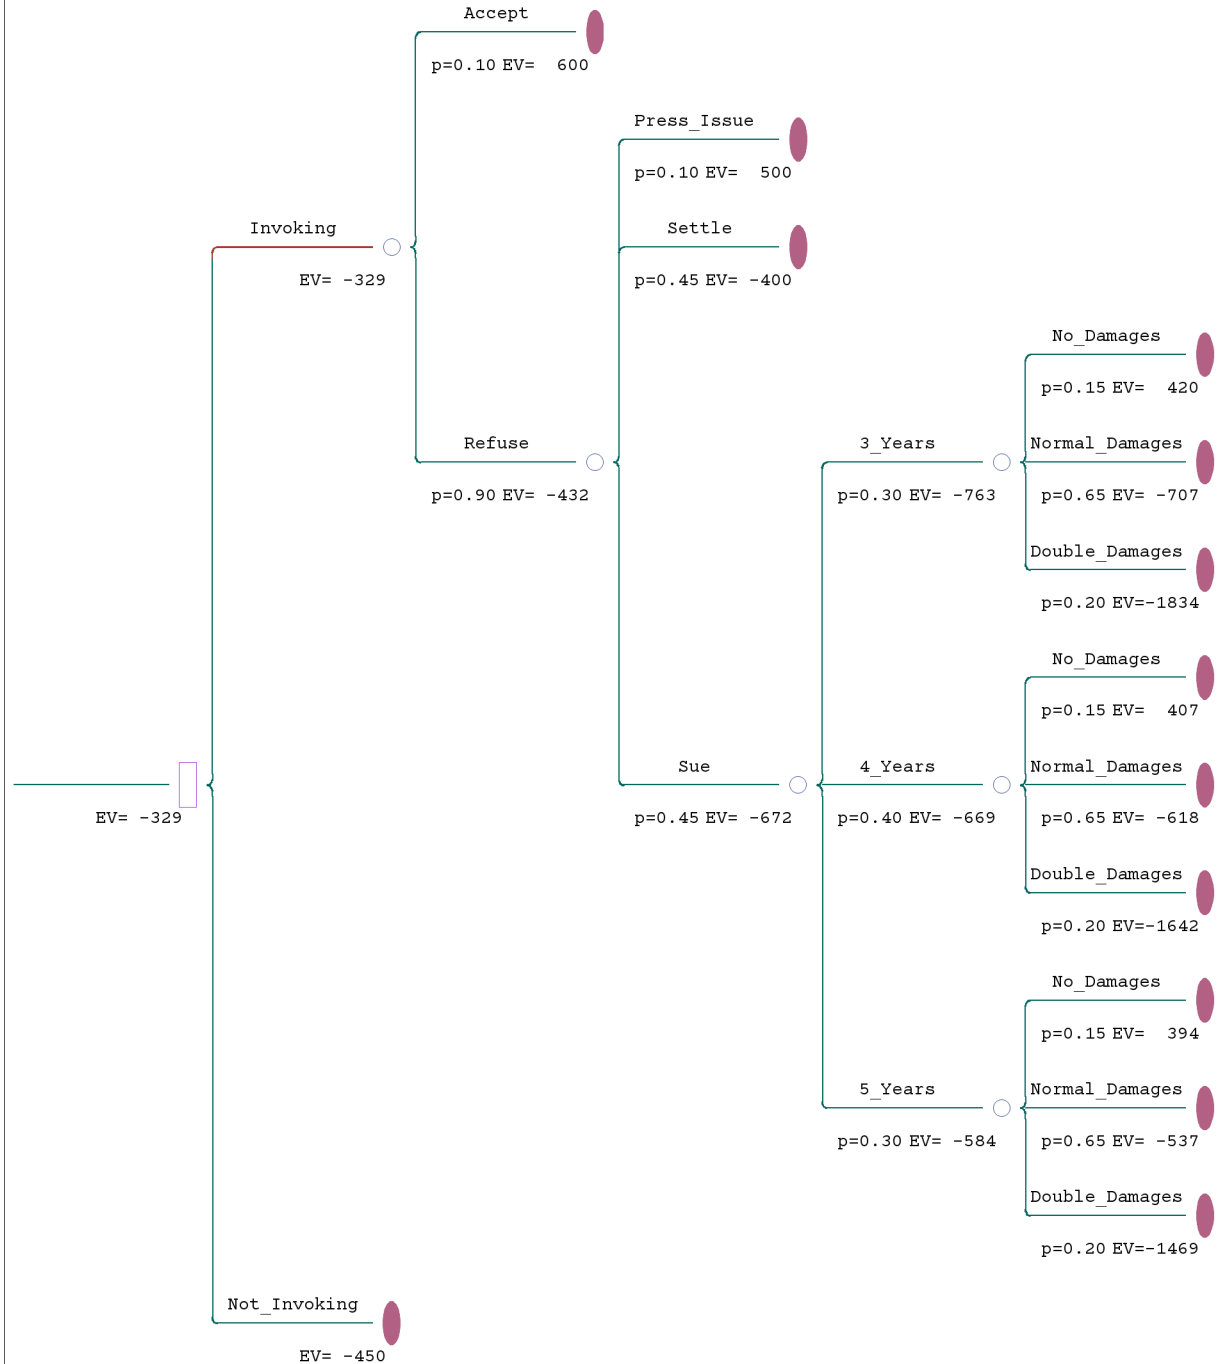 Accept
p=0.10 EV= 600
Press_Issue
p=0.10 EV= 500
Invoking
Settle
EV= -329
p=0.45 EV= -400
No_Damages
p=0.15 EV= 420
Refuse
3_Years
Normal_Damages
p=0.90 EV= -432
p=0.30 EV= -763
p=0.65 EV= -707
Double_Damages
p=0.20 EV=-1834
No_Damages
p=0.15 EV= 407
Sue
4_Years
Normal_Damages
EV= -329
p=0.45 EV= -672
p=0.40 EV= -669
p=0.65 EV= -618
Double_Damages
p=0.20 EV=-1642
No_Damages
p=0.15 EV= 394
5_Years
Normal_Damages
p=0.30 EV= -584
p=0.65 EV= -537
Double_Damages
p=0.20 EV=-1469
Not_Invoking
EV= -450